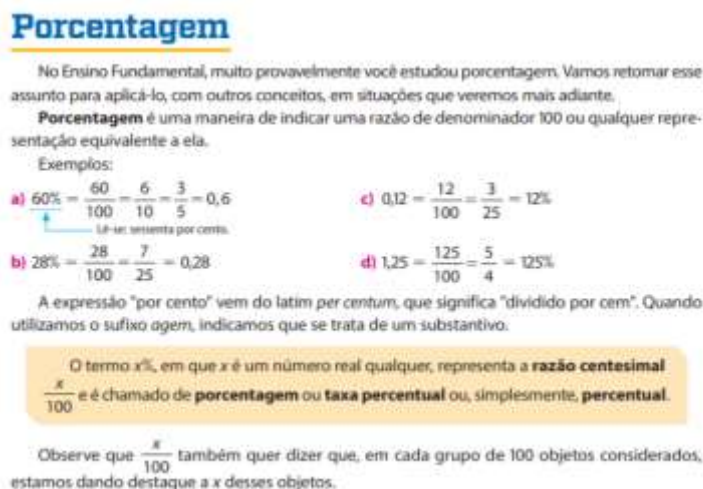 Porcentagem
No Ensino Fundamental, muito provavelmente você estudou porcentagem. Vamos retomar esse
assunto para aplicá-lo, com outros conceitos, em situações que veremos mais adiante.
Porcentagem é uma maneira de indicar uma razão de denominador 100 ou qualquer repre-
sentação equivalente a ela.
Exemplos:
a) 60% = 60/100 = 6/10 = 3/5 = 0,6
Lê-se: sessenta por cento.
b) 28% = 28/100 = 7/25 = 0,28
c) 0,12 = 12/100 = 3/25 = 12%
d) 1,25 = 125/100 = 5/4 = 125%
A expressão "por cento" vem do latim per centum, que significa "dividido por cem". Quando
utilizamos o sufixo agem, indicamos que se trata de um substantivo.
O termo x%, em que x é um número real qualquer, representa a razão centesimal
x/100 e é chamado de porcentagem ou taxa percentual ou, simplesmente, percentual.
Observe que x/100 também quer dizer que, em cada grupo de 100 objetos considerados,
estamos dando destaque a x desses objetos.